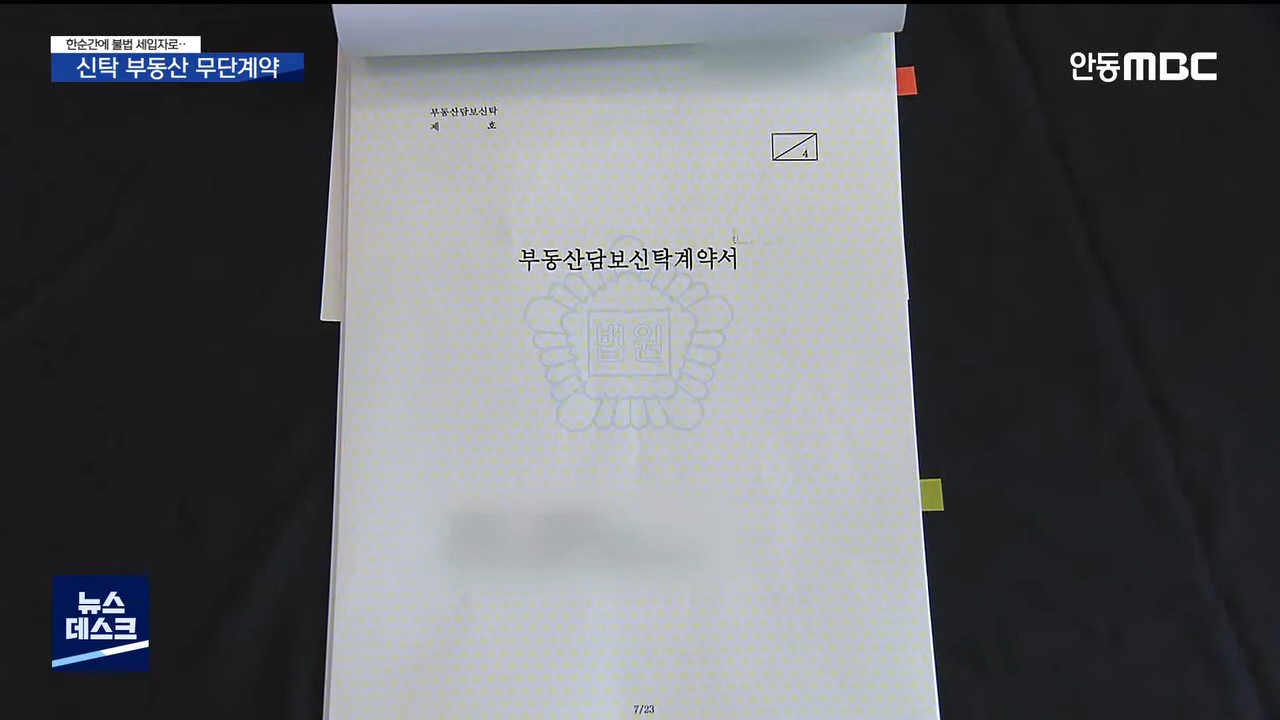 한순간에 불법 세입자로··
신탁 부동산 무단계약
안동MBC
부동산담보신탁
제 호
4
부동산담보신탁계약서
법원
뉴스
데스크
7/23